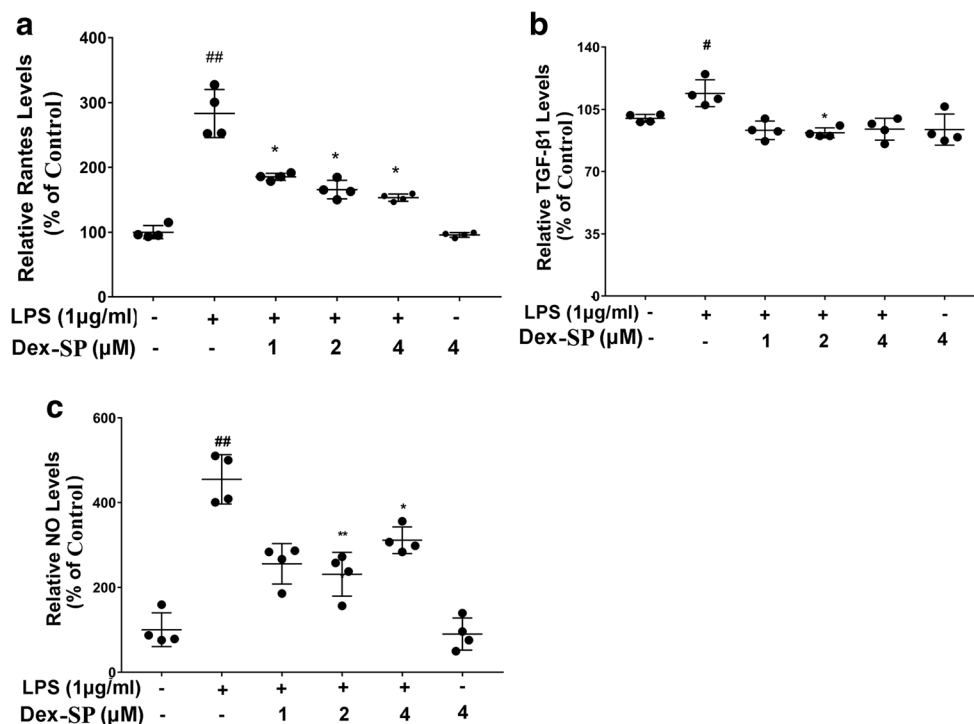 a
Relative Rantes Levels
(% of Control)
400
300
200
100
0
##
*
*
*
LPS (1µg/ml) - + + + + -
Dex-SP (µM) - - 1 2 4 4
b
Relative TGF-β1 Levels
(% of Control)
140
105
70
35
0
#
*
LPS (1µg/ml) - + + + + -
Dex-SP (µM) - - 1 2 4 4
c
Relative NO Levels
(% of Control)
600
400
200
0
##
**
*
LPS (1µg/ml) - + + + + -
Dex-SP (µM) - - 1 2 4 4